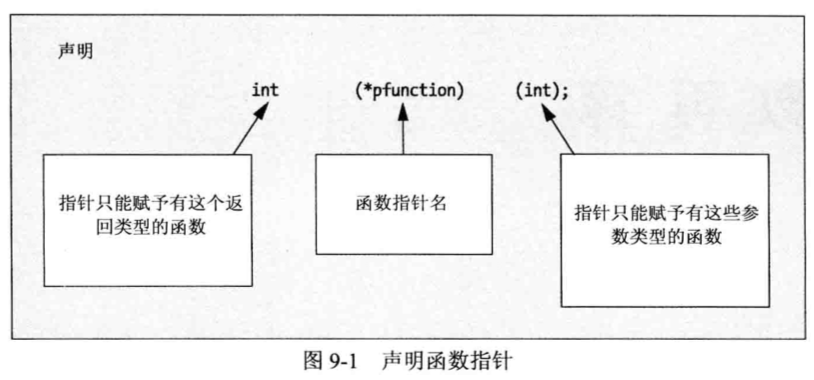 声明
int (*pfunction) (int);
指针只能赋予有这个返
回类型的函数
函数指针名
指针只能赋予有这些参
数类型的函数
图 9-1 声明函数指针